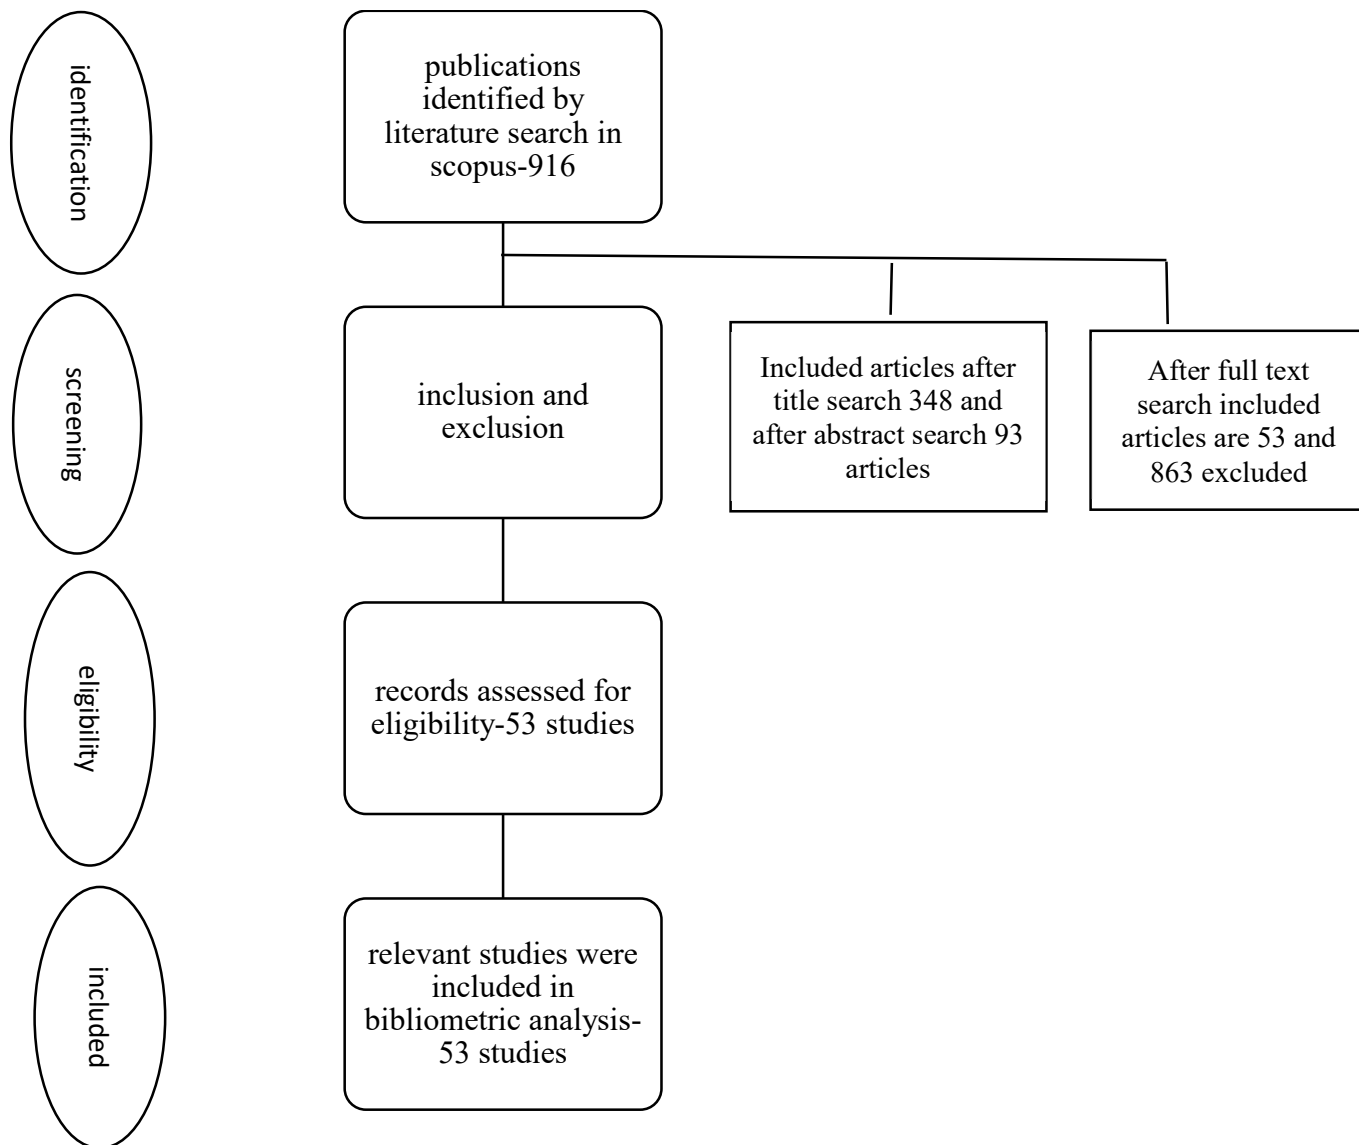 identification
publications
identified by
literature search in
scopus-916
screening
inclusion and
exclusion
Included articles after
title search 348 and
after abstract search 93
articles
After full text
search included
articles are 53 and
863 excluded
eligibility
records assessed for
eligibility-53 studies
included
relevant studies were
included in
bibliometric analysis-
53 studies